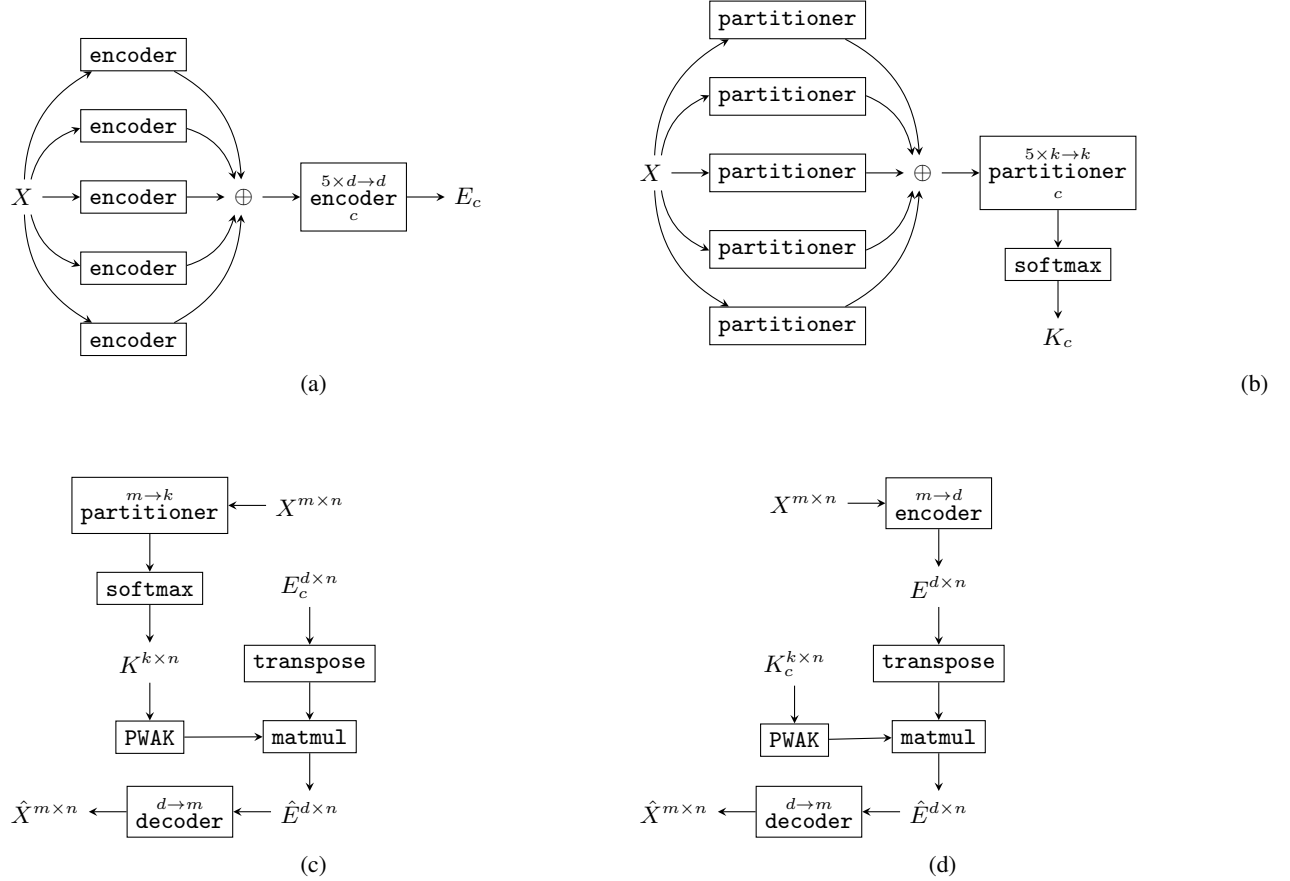 encoder
encoder
X encoder ⊕ 5×d→d encoder c E_c
encoder
encoder
(a)
partitioner
partitioner
X partitioner ⊕ 5×k→k partitioner c
partitioner softmax
partitioner K_c
(b)
m→k
partitioner X^{m×n}
softmax E_c^{d×n}
K^{k×n} transpose
PWAK matmul
X̂^{m×n} d→m decoder Ê^{d×n}
(c)
X^{m×n} m→d encoder
E^{d×n}
K_c^{k×n} transpose
PWAK matmul
X̂^{m×n} d→m decoder Ê^{d×n}
(d)